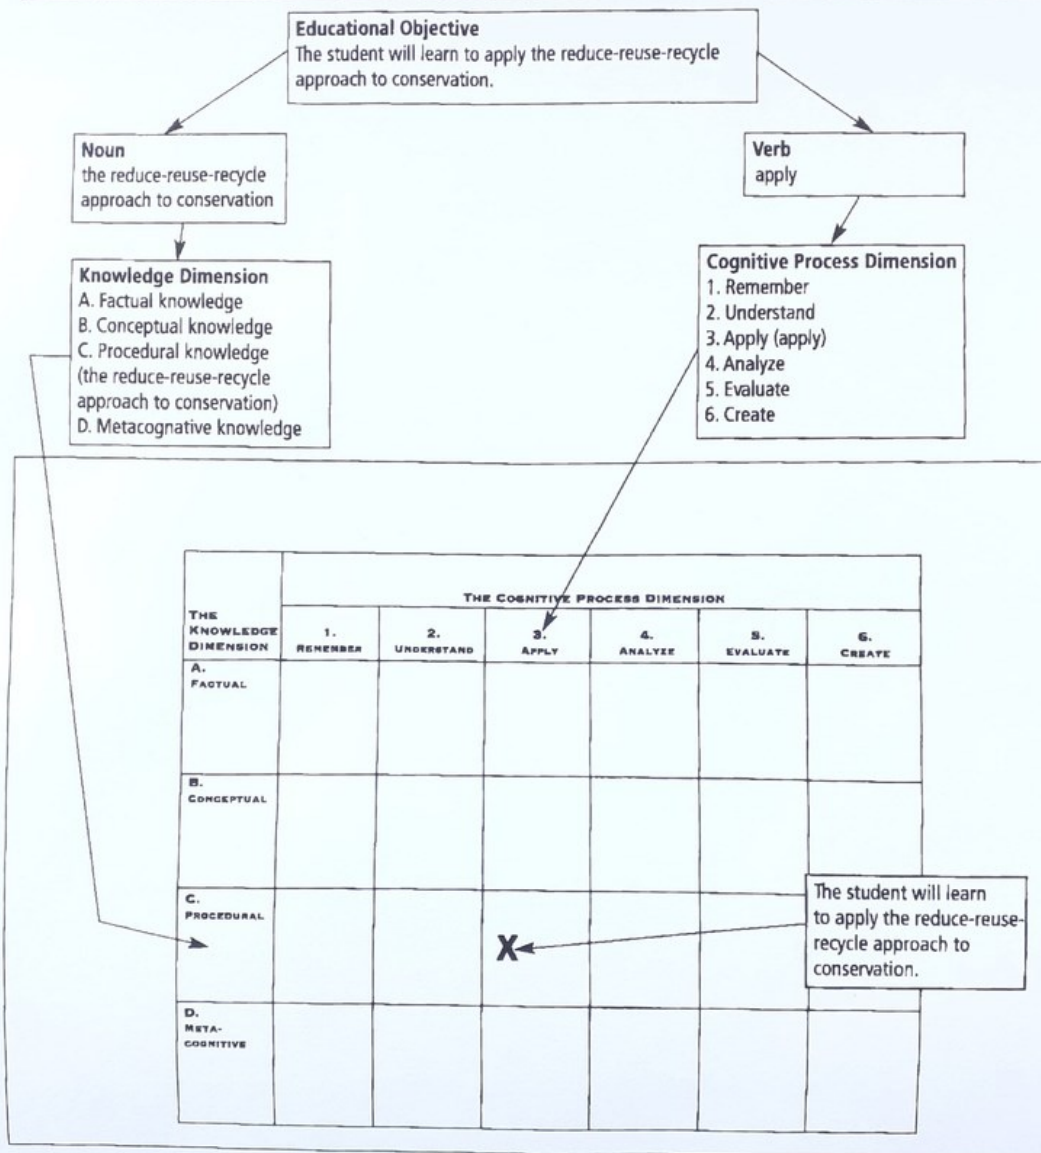 Educational Objective
The student will learn to apply the reduce-reuse-recycle
approach to conservation.
Noun
the reduce-reuse-recycle
approach to conservation
Verb
apply
Knowledge Dimension
A. Factual knowledge
B. Conceptual knowledge
C. Procedural knowledge
(the reduce-reuse-recycle
approach to conservation)
D. Metacognative knowledge
Cognitive Process Dimension
1. Remember
2. Understand
3. Apply (apply)
4. Analyze
5. Evaluate
6. Create
THE COGNITIVE PROCESS DIMENSION
THE
KNOWLEDGE
DIMENSION
1.
REMEMBER
2.
UNDERSTAND
3.
APPLY
4.
ANALYZE
5.
EVALUATE
6.
CREATE
A.
FACTUAL
B.
CONCEPTUAL
C.
PROCEDURAL
X
The student will learn
to apply the reduce-reuse-
recycle approach to
conservation.
D.
META-
COGNITIVE